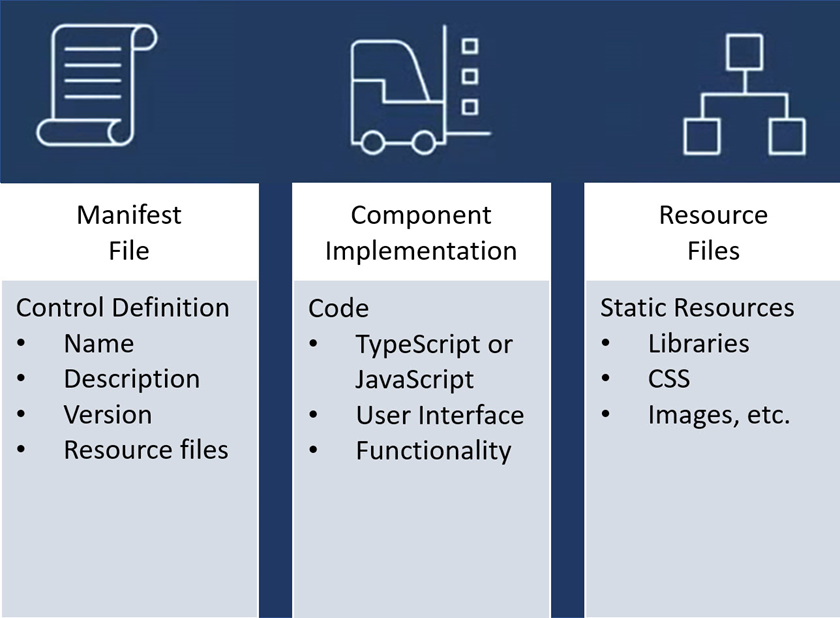 Manifest
File
Control Definition
• Name
• Description
• Version
• Resource files
Component
Implementation
Code
• TypeScript or
JavaScript
• User Interface
• Functionality
Resource
Files
Static Resources
• Libraries
• CSS
• Images, etc.